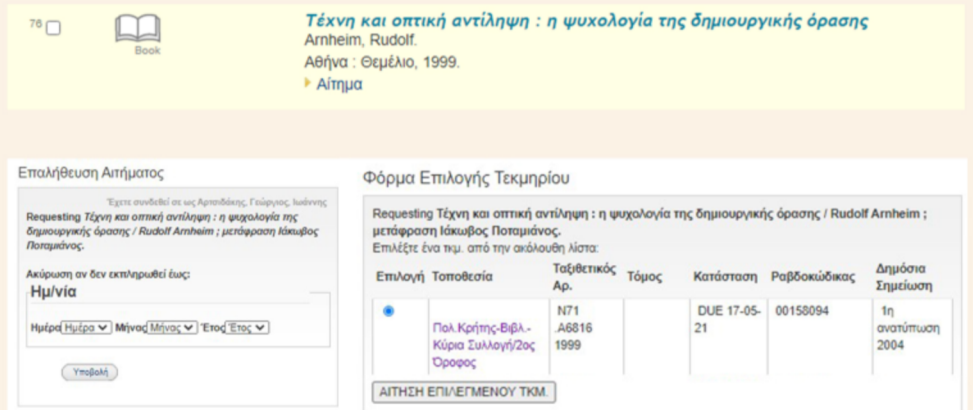 76
Book
Τέχνη και οπτική αντίληψη : η ψυχολογία της δημιουργικής όρασης
Arnheim, Rudolf.
Αθήνα : Θεμέλιο, 1999.
Αίτημα
Επαλήθευση Αιτήματος
Έχετε συνδεθεί σε ως Αρτσιδάκης, Γεώργιος, Ιωάννης
Requesting Τέχνη και οπτική αντίληψη : η ψυχολογία της
δημιουργικής όρασης / Rudolf Arnheim ; μετάφραση Ιάκωβος
Ποταμιάνος.
Ακύρωση αν δεν εκπληρωθεί έως:
Ημ/νία
Ημέρα Ημέρα Μήνας Μήνας Έτος Έτος
Υποβολή
Φόρμα Επιλογής Τεκμηρίου
Requesting Τέχνη και οπτική αντίληψη : η ψυχολογία της δημιουργικής όρασης / Rudolf Arnheim ;
μετάφραση Ιάκωβος Ποταμιάνος.
Επιλέξτε ένα τκμ. από την ακόλουθη λίστα:
Επιλογή Τοποθεσία Ταξιθετικός Αρ. Τόμος Κατάσταση Ραβδοκώδικας Δημόσια Σημείωση
Πολ.Κρήτης-Βιβλ.-
Κύρια Συλλογή/2ος
Όροφος
N71
.A6816
1999
DUE 17-05-
21
00158094
1η
ανατύπωση
2004
ΑΙΤΗΣΗ ΕΠΙΛΕΓΜΕΝΟΥ ΤΚΜ.